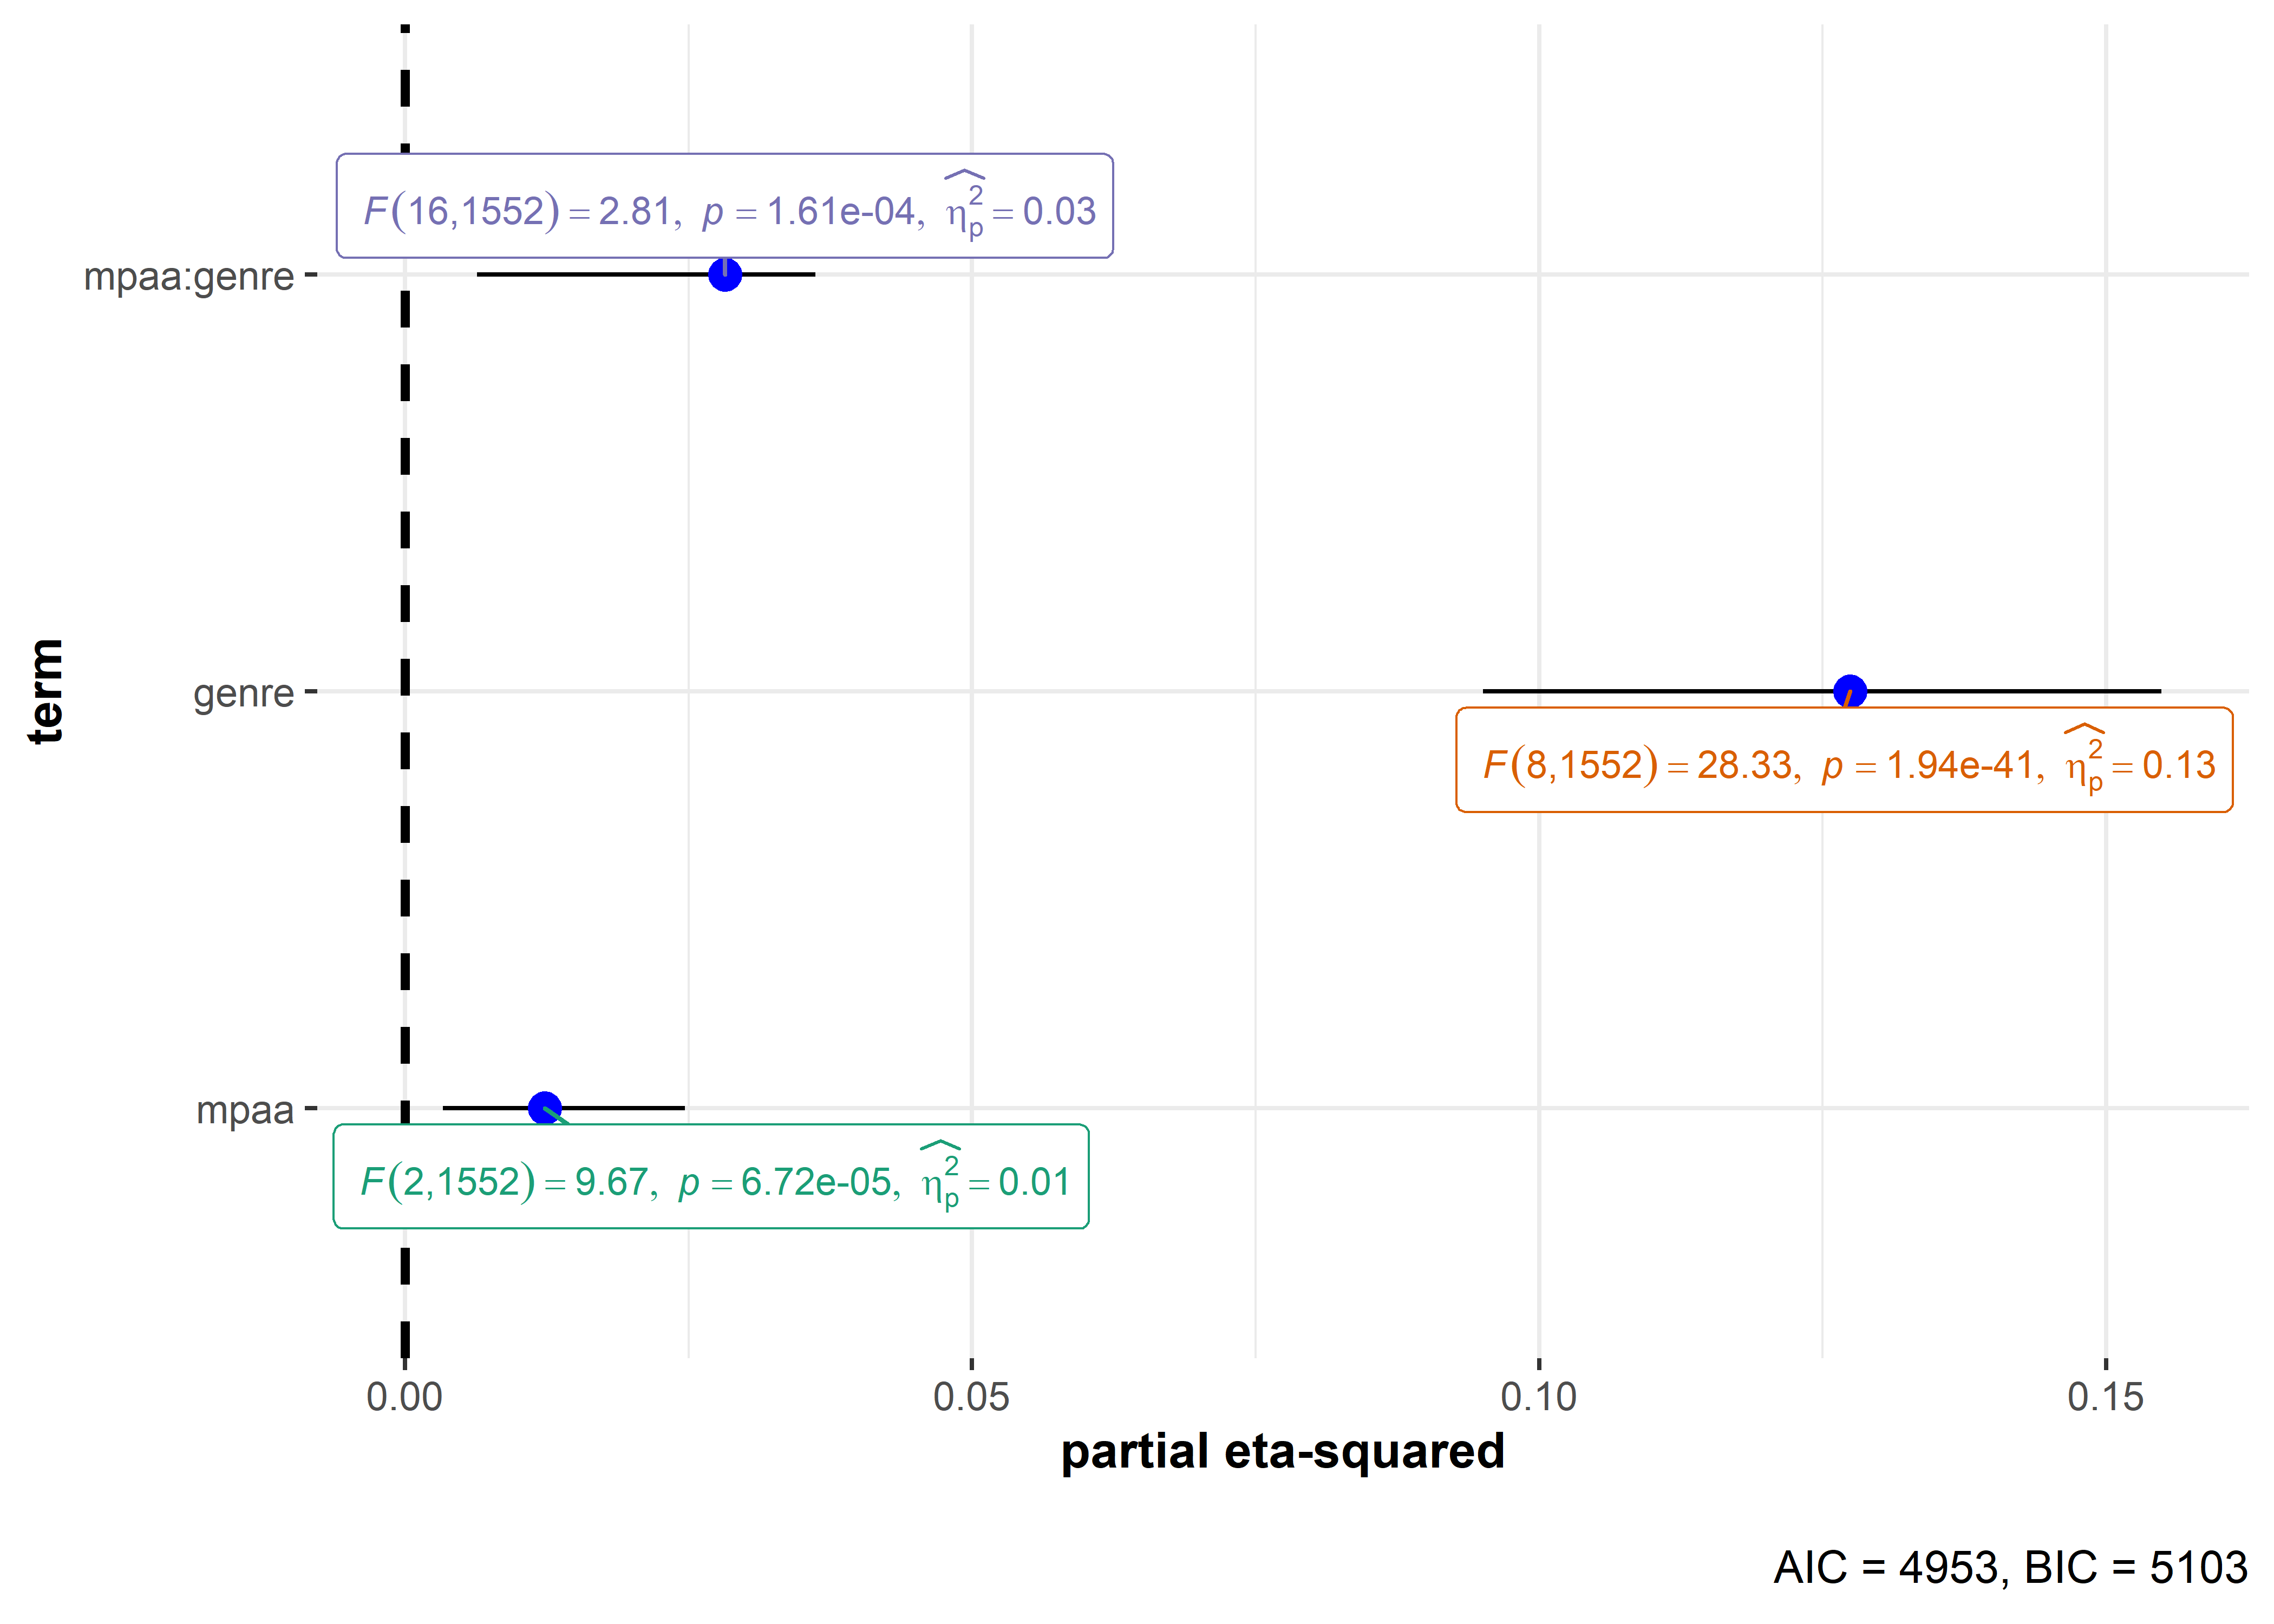 F(16,1552) = 2.81, p = 1.61e-04, η̂²ₚ = 0.03
mpaa:genre
genre
F(8,1552) = 28.33, p = 1.94e-41, η̂²ₚ = 0.13
term
mpaa
F(2,1552) = 9.67, p = 6.72e-05, η̂²ₚ = 0.01
0.00 0.05 0.10 0.15
partial eta-squared
AIC = 4953, BIC = 5103